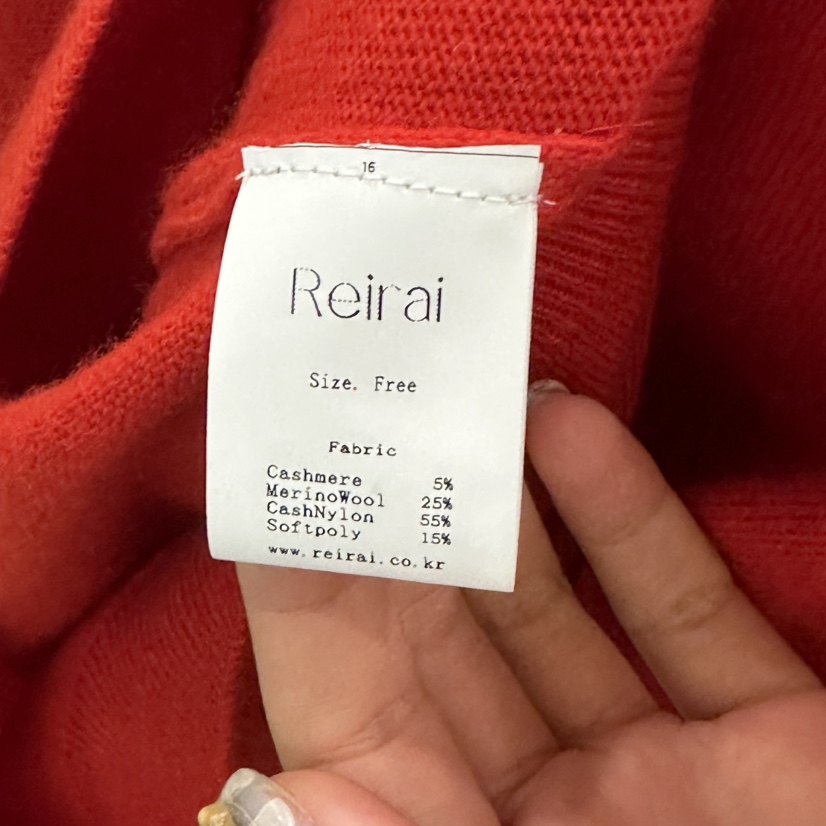 16
Reirai
Size. Free
Fabric
Cashmere 5%
MerinoWool 25%
CashNylon 55%
Softpoly 15%
www.reirai.co.kr